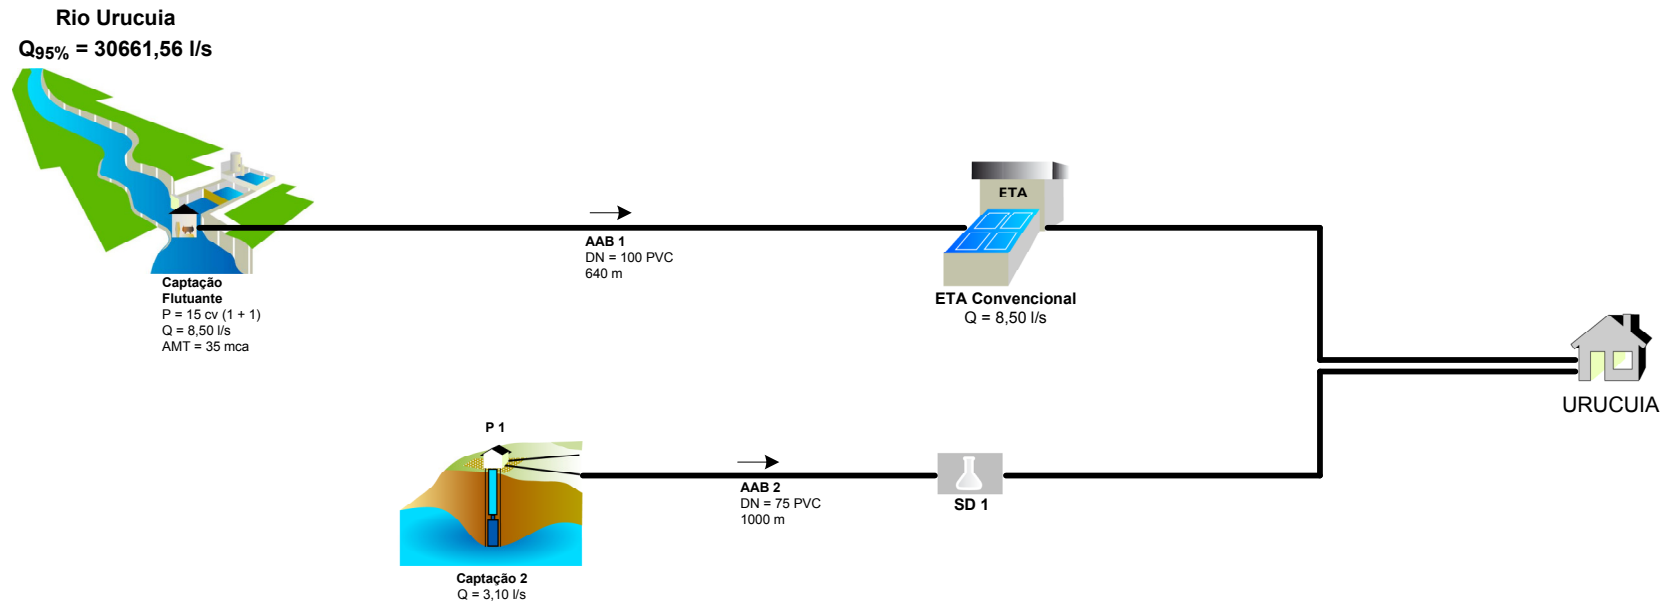 Rio Urucuia
Q95% = 30661,56 l/s
Captação
Flutuante
P = 15 cv (1 + 1)
Q = 8,50 l/s
AMT = 35 mca
AAB 1
DN = 100 PVC
640 m
ETA
ETA Convencional
Q = 8,50 l/s
URUCUIA
P 1
Captação 2
Q = 3,10 l/s
AAB 2
DN = 75 PVC
1000 m
SD 1